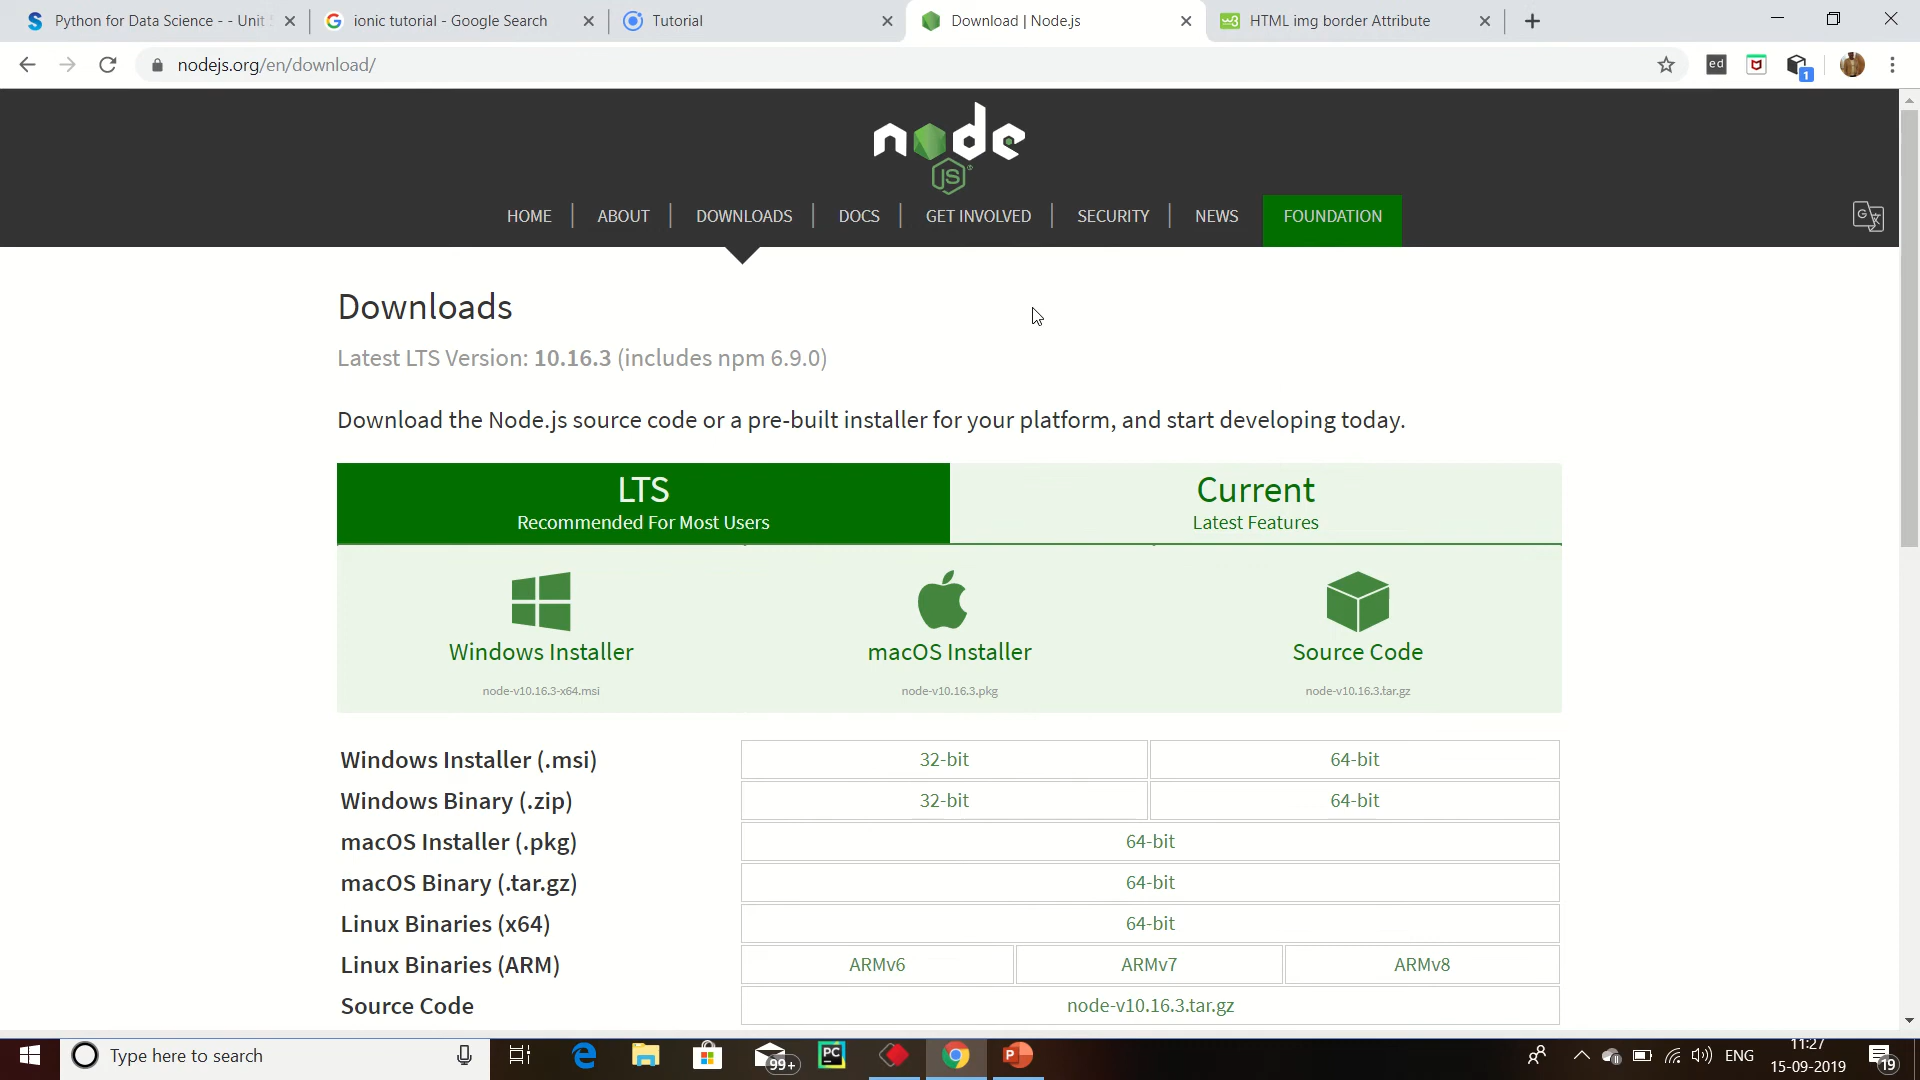 Python for Data Science - - Unit
ionic tutorial - Google Search
Tutorial
Download | Node.js
HTML img border Attribute
nodejs.org/en/download/
ed
1
node
JS
HOME
ABOUT
DOWNLOADS
DOCS
GET INVOLVED
SECURITY
NEWS
FOUNDATION
Downloads
Latest LTS Version: 10.16.3 (includes npm 6.9.0)
Download the Node.js source code or a pre-built installer for your platform, and start developing today.
LTS
Recommended For Most Users
Current
Latest Features
Windows Installer
node-v10.16.3-x64.msi
macOS Installer
node-v10.16.3.pkg
Source Code
node-v10.16.3.tar.gz
Windows Installer (.msi) 32-bit 64-bit
Windows Binary (.zip) 32-bit 64-bit
macOS Installer (.pkg) 64-bit
macOS Binary (.tar.gz) 64-bit
Linux Binaries (x64) 64-bit
Linux Binaries (ARM) ARMv6 ARMv7 ARMv8
Source Code node-v10.16.3.tar.gz
Type here to search
99+
PC
P
ENG
11:27
15-09-2019
19